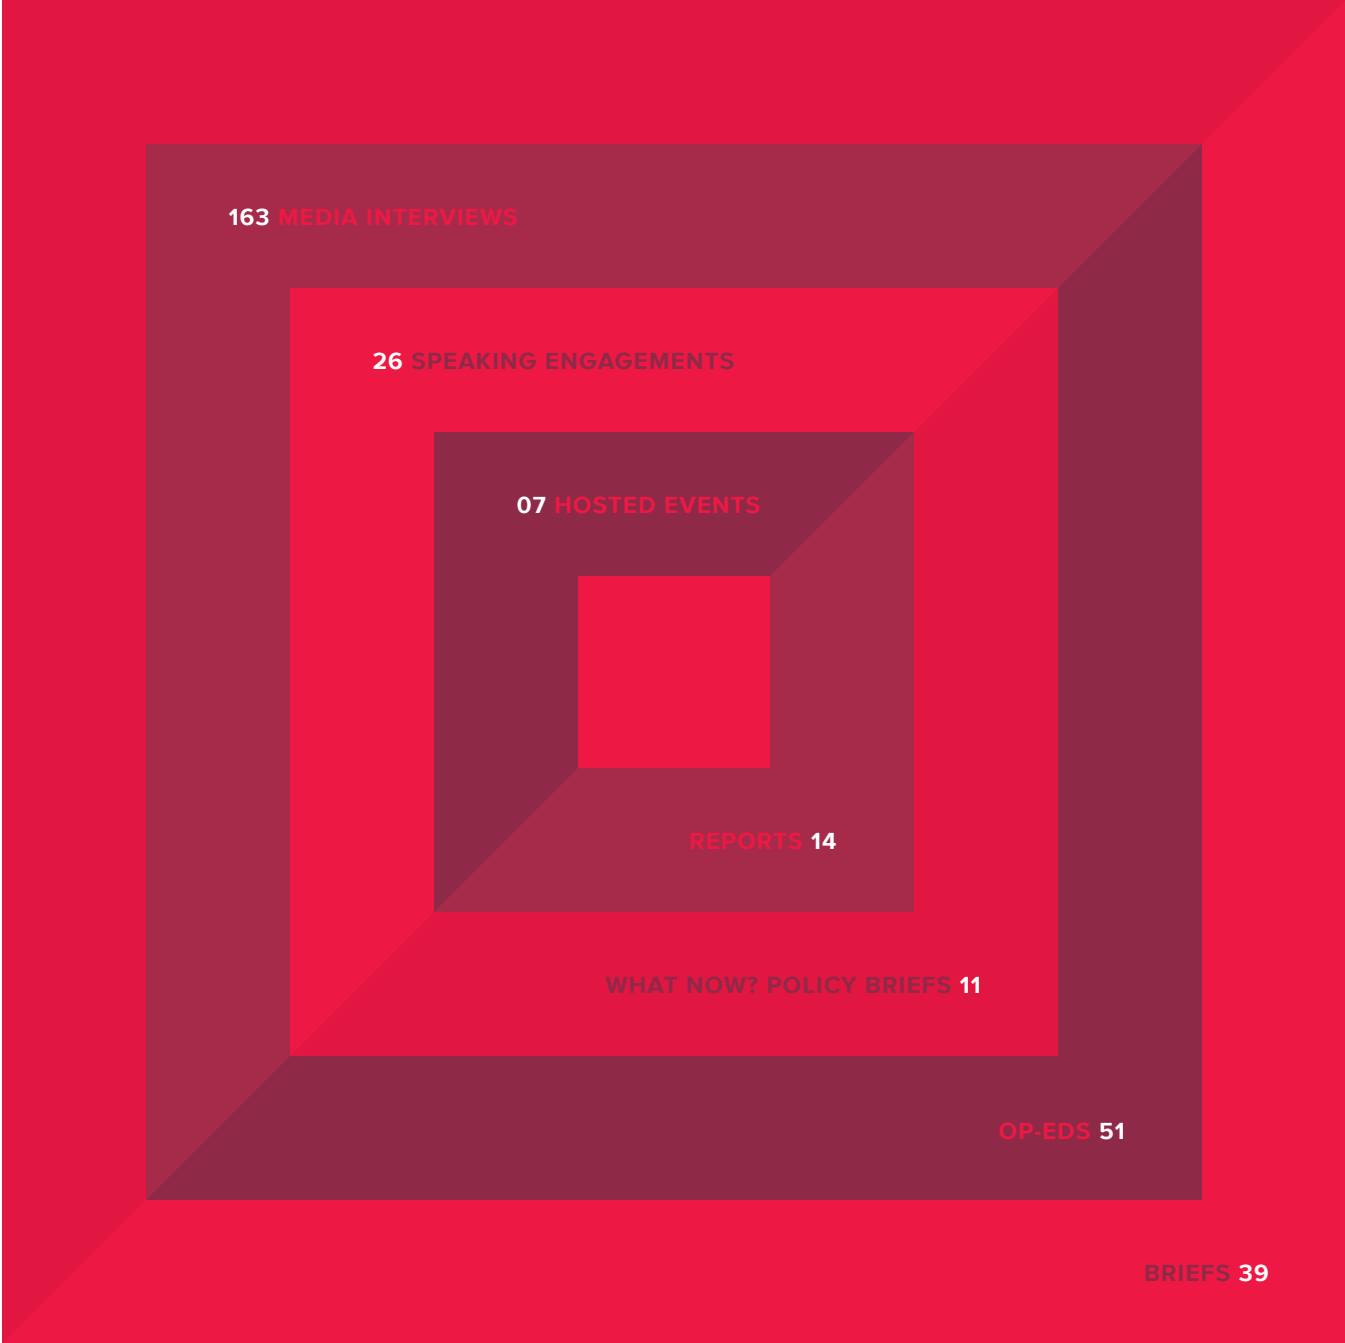 163 MEDIA INTERVIEWS
26 SPEAKING ENGAGEMENTS
07 HOSTED EVENTS
REPORTS 14
WHAT NOW? POLICY BRIEFS 11
OP-EDS 51
BRIEFS 39